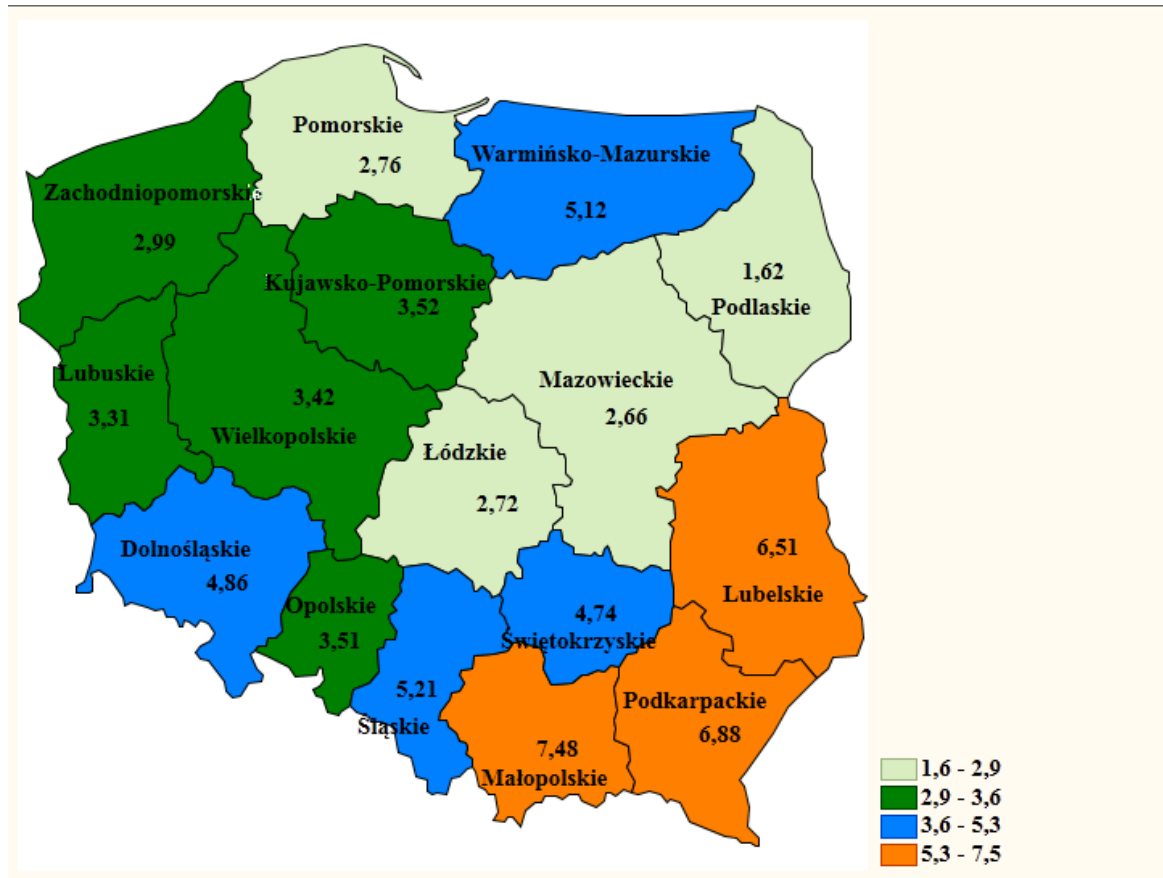 Pomorskie
2,76
Warmińsko-Mazurskie
5,12
Zachodniopomorskie
2,99
Kujawsko-Pomorskie
3,52
1,62
Podlaskie
Lubuskie
3,31
3,42
Wielkopolskie
Mazowieckie
2,66
Łódzkie
2,72
Dolnośląskie
4,86
6,51
Lubelskie
Opolskie
3,51
4,74
Świętokrzyskie
5,21
Śląskie
Podkarpackie
6,88
7,48
Małopolskie
1,6 - 2,9
2,9 - 3,6
3,6 - 5,3
5,3 - 7,5